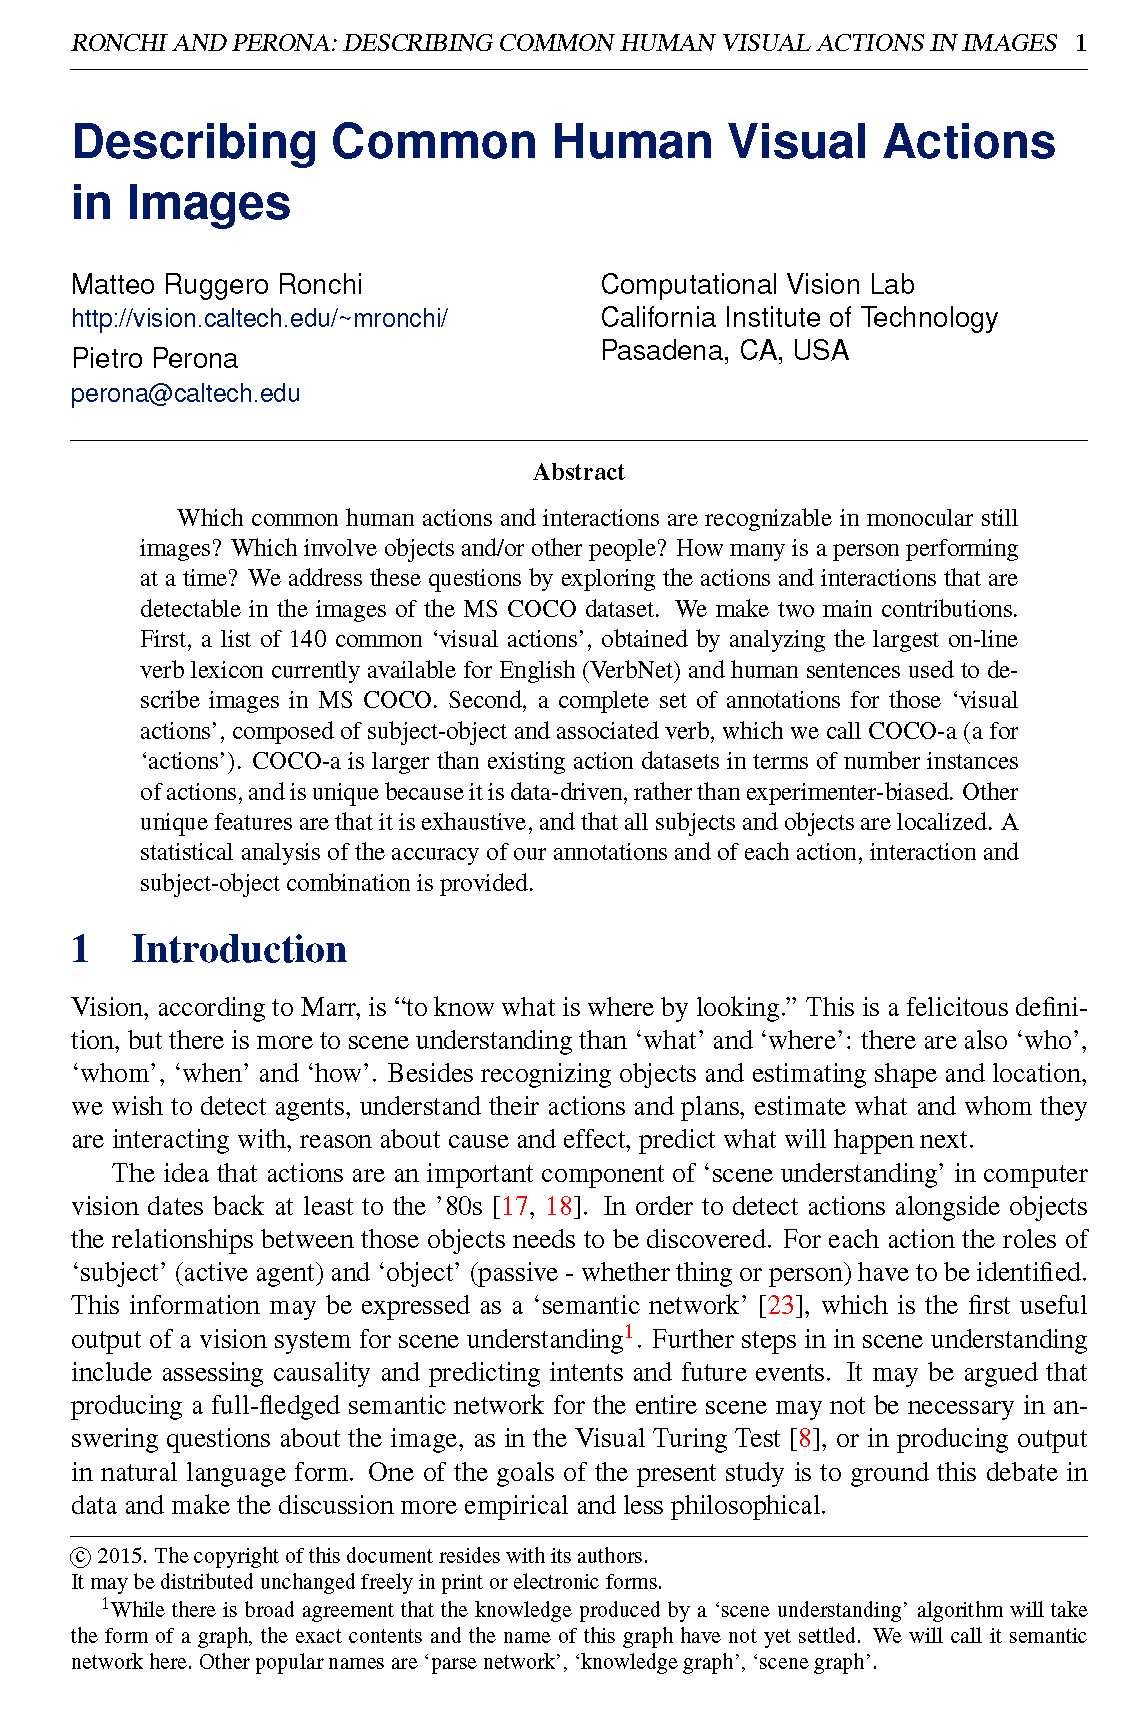 RONCHI AND PERONA: DESCRIBING COMMON HUMAN VISUAL ACTIONS IN IMAGES 1
Describing Common Human Visual Actions
in Images
Matteo Ruggero Ronchi
http://vision.caltech.edu/~mronchi/
Pietro Perona
perona@caltech.edu
Computational Vision Lab
California Institute of Technology
Pasadena, CA, USA
Abstract
Which common human actions and interactions are recognizable in monocular still
images? Which involve objects and/or other people? How many is a person performing
at a time? We address these questions by exploring the actions and interactions that are
detectable in the images of the MS COCO dataset. We make two main contributions.
First, a list of 140 common ‘visual actions’, obtained by analyzing the largest on-line
verb lexicon currently available for English (VerbNet) and human sentences used to de-
scribe images in MS COCO. Second, a complete set of annotations for those ‘visual
actions’, composed of subject-object and associated verb, which we call COCO-a (a for
‘actions’). COCO-a is larger than existing action datasets in terms of number instances
of actions, and is unique because it is data-driven, rather than experimenter-biased. Other
unique features are that it is exhaustive, and that all subjects and objects are localized. A
statistical analysis of the accuracy of our annotations and of each action, interaction and
subject-object combination is provided.
1 Introduction
Vision, according to Marr, is “to know what is where by looking.” This is a felicitous defini-
tion, but there is more to scene understanding than ‘what’ and ‘where’: there are also ‘who’,
‘whom’, ‘when’ and ‘how’. Besides recognizing objects and estimating shape and location,
we wish to detect agents, understand their actions and plans, estimate what and whom they
are interacting with, reason about cause and effect, predict what will happen next.
The idea that actions are an important component of ‘scene understanding’ in computer
vision dates back at least to the ’80s [17, 18]. In order to detect actions alongside objects
the relationships between those objects needs to be discovered. For each action the roles of
‘subject’ (active agent) and ‘object’ (passive - whether thing or person) have to be identified.
This information may be expressed as a ‘semantic network’ [23], which is the first useful
output of a vision system for scene understanding1. Further steps in in scene understanding
include assessing causality and predicting intents and future events. It may be argued that
producing a full-fledged semantic network for the entire scene may not be necessary in an-
swering questions about the image, as in the Visual Turing Test [8], or in producing output
in natural language form. One of the goals of the present study is to ground this debate in
data and make the discussion more empirical and less philosophical.
© 2015. The copyright of this document resides with its authors.
It may be distributed unchanged freely in print or electronic forms.
1While there is broad agreement that the knowledge produced by a ‘scene understanding’ algorithm will take
the form of a graph, the exact contents and the name of this graph have not yet settled. We will call it semantic
network here. Other popular names are ‘parse network’, ‘knowledge graph’, ‘scene graph’.